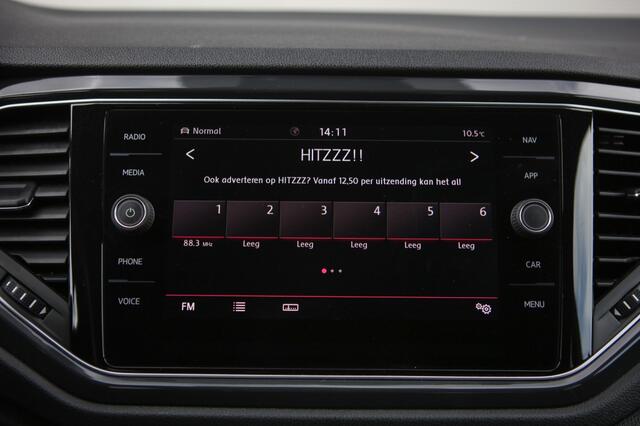 RADIO
MEDIA
PHONE
VOICE
Normal 14:11 10.5°C
< HITZZZ!! >
Ook adverteren op HITZZZ? Vanaf 12,50 per uitzending kan het all
1 2 3 4 5 6
88.3 MHz Leeg Leeg Leeg Leeg Leeg
FM
NAV
APP
CAR
MENU